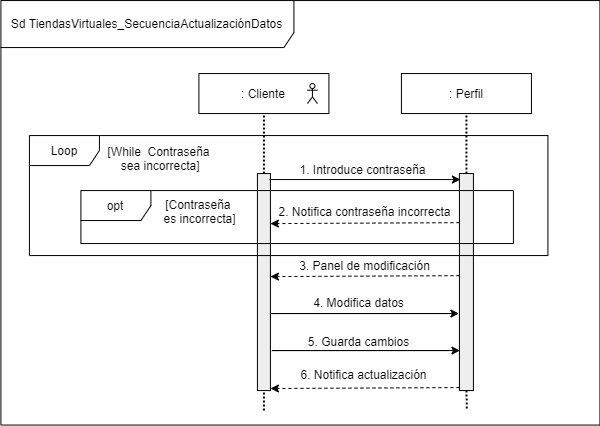 Sd TiendasVirtuales_SecuenciaActualizaciónDatos
: Cliente
: Perfil
Loop
[While Contraseña
sea incorrecta]
1. Introduce contraseña
opt
[Contraseña
es incorrecta]
2. Notifica contraseña incorrecta
3. Panel de modificación
4. Modifica datos
5. Guarda cambios
6. Notifica actualización